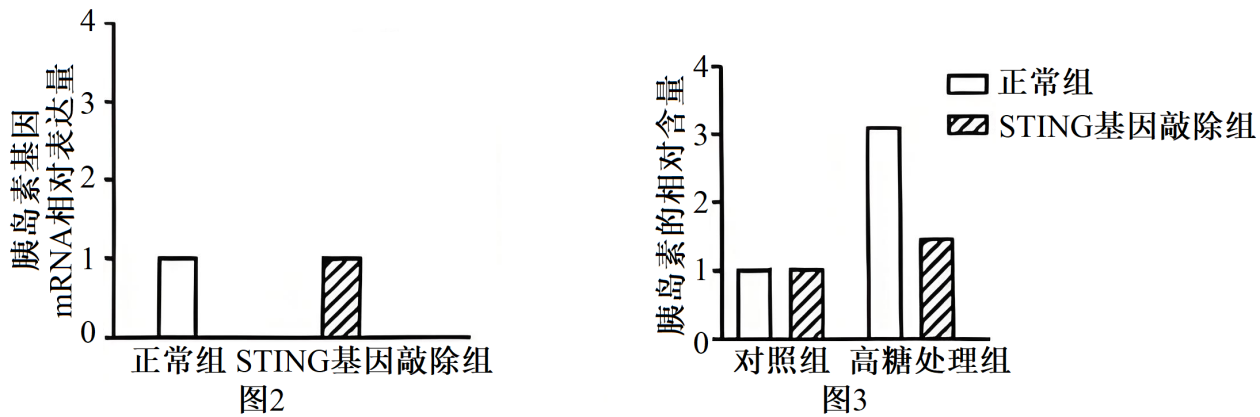 胰岛素基因
mRNA相对表达量
4
3
2
1
0
正常组 STING基因敲除组
图2
胰岛素的相对含量
4
3
2
1
0
对照组 高糖处理组
图3
正常组
STING基因敲除组